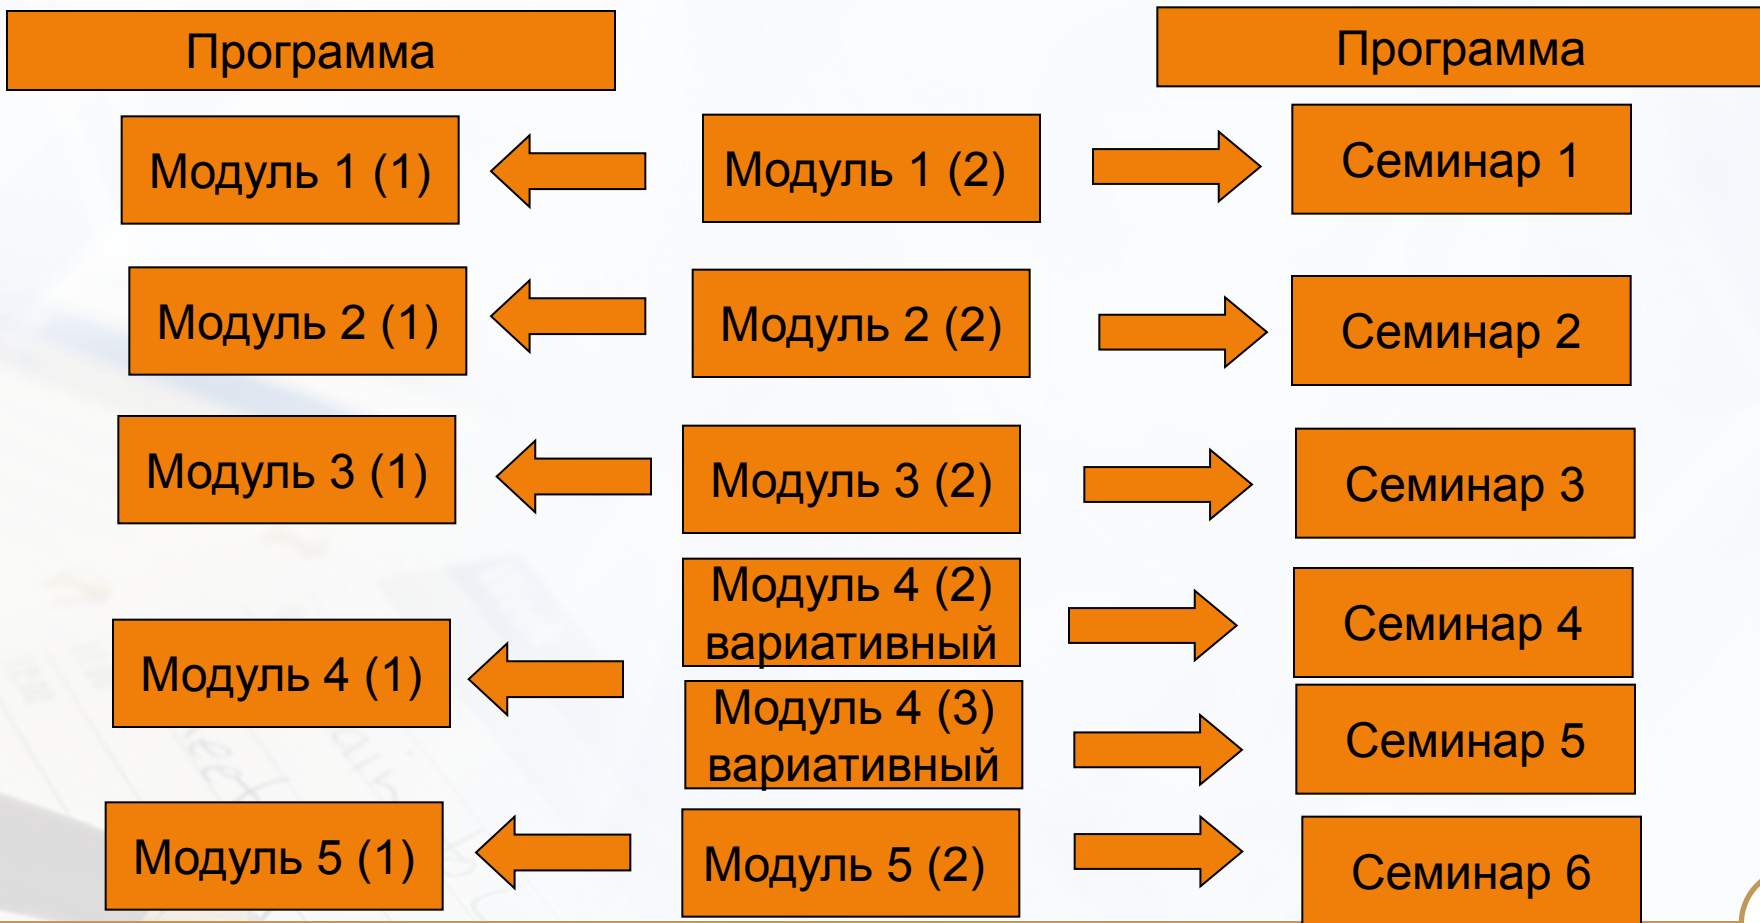 Программа
Программа
Модуль 1 (1)
Модуль 1 (2)
Семинар 1
Модуль 2 (1)
Модуль 2 (2)
Семинар 2
Модуль 3 (1)
Модуль 3 (2)
Семинар 3
Модуль 4 (1)
Модуль 4 (2)
вариативный
Семинар 4
Модуль 4 (3)
вариативный
Семинар 5
Модуль 5 (1)
Модуль 5 (2)
Семинар 6